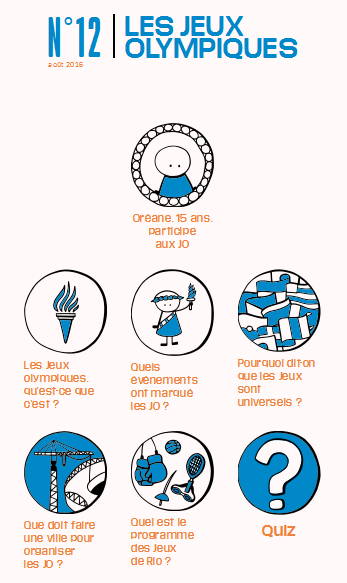 N°12
août 2016
LES JEUX
OLYMPIQUES
Oréane, 15 ans,
participe
aux JO
Les Jeux
olympiques,
qu'est-ce que
c'est ?
Quels
événements
ont marqué
les JO ?
Pourquoi dit-on
que les Jeux
sont
universels ?
Que doit faire
une ville pour
organiser
les JO ?
Quel est le
programme
des Jeux
de Rio ?
Quiz